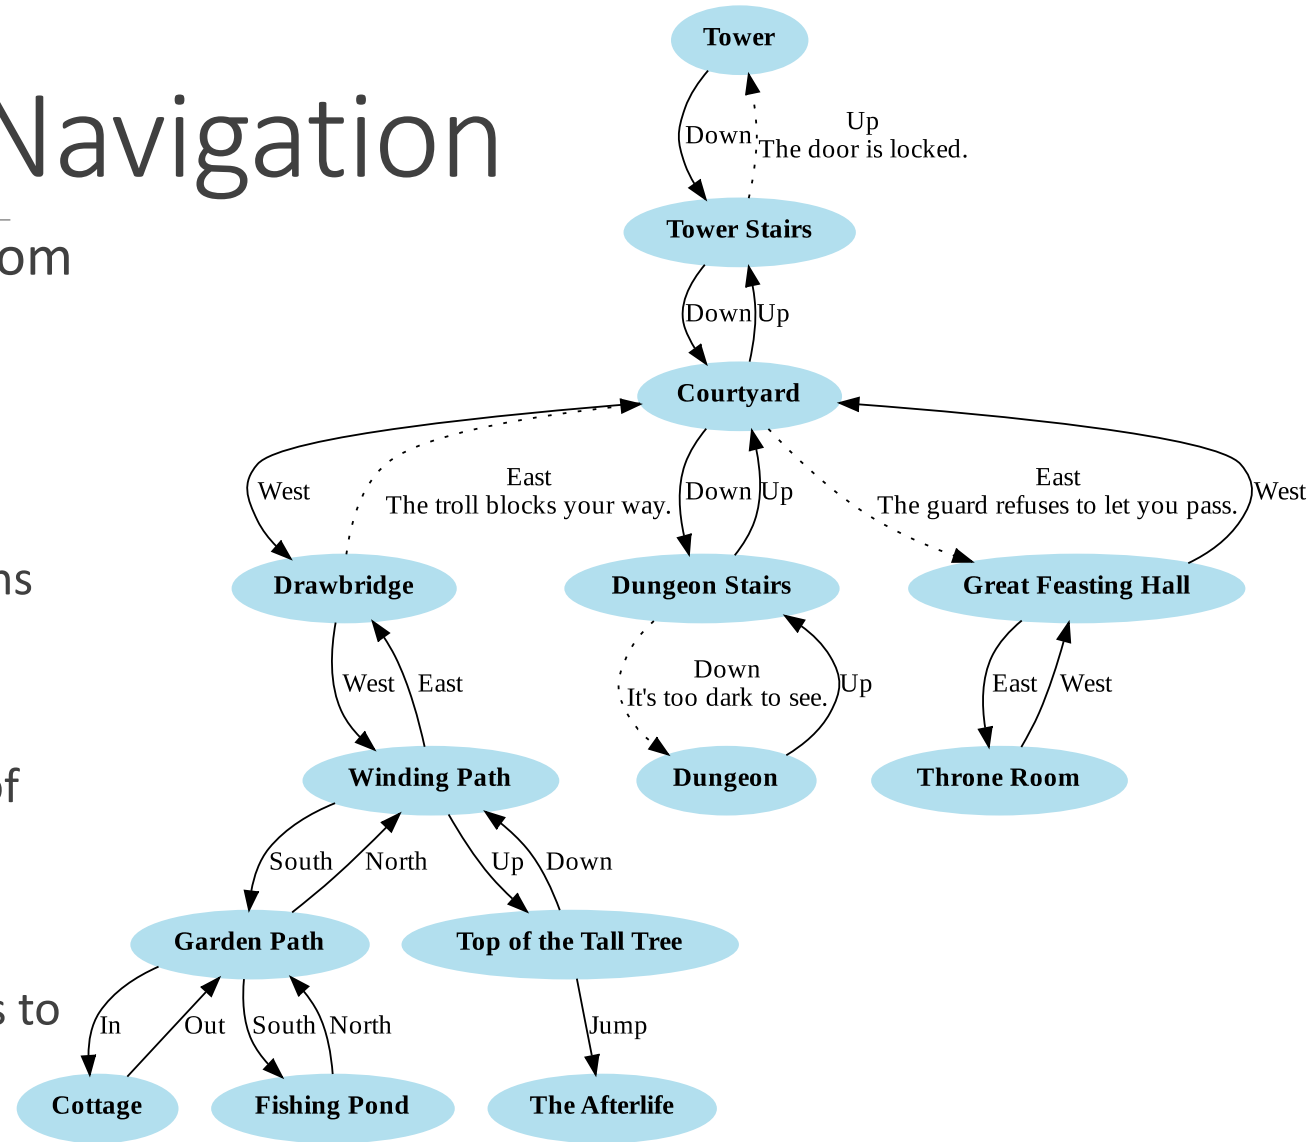 Navigation
om
ns
of
s to
Tower
Down
Up
The door is locked.
Tower Stairs
Down
Up
Courtyard
West
East
The troll blocks your way.
Down
Up
East
The guard refuses to let you pass.
West
Drawbridge
Dungeon Stairs
Great Feasting Hall
West
East
Down
It's too dark to see.
Up
East
West
Winding Path
Dungeon
Throne Room
South
North
Up
Down
Garden Path
Top of the Tall Tree
In
Out
South
North
Jump
Cottage
Fishing Pond
The Afterlife